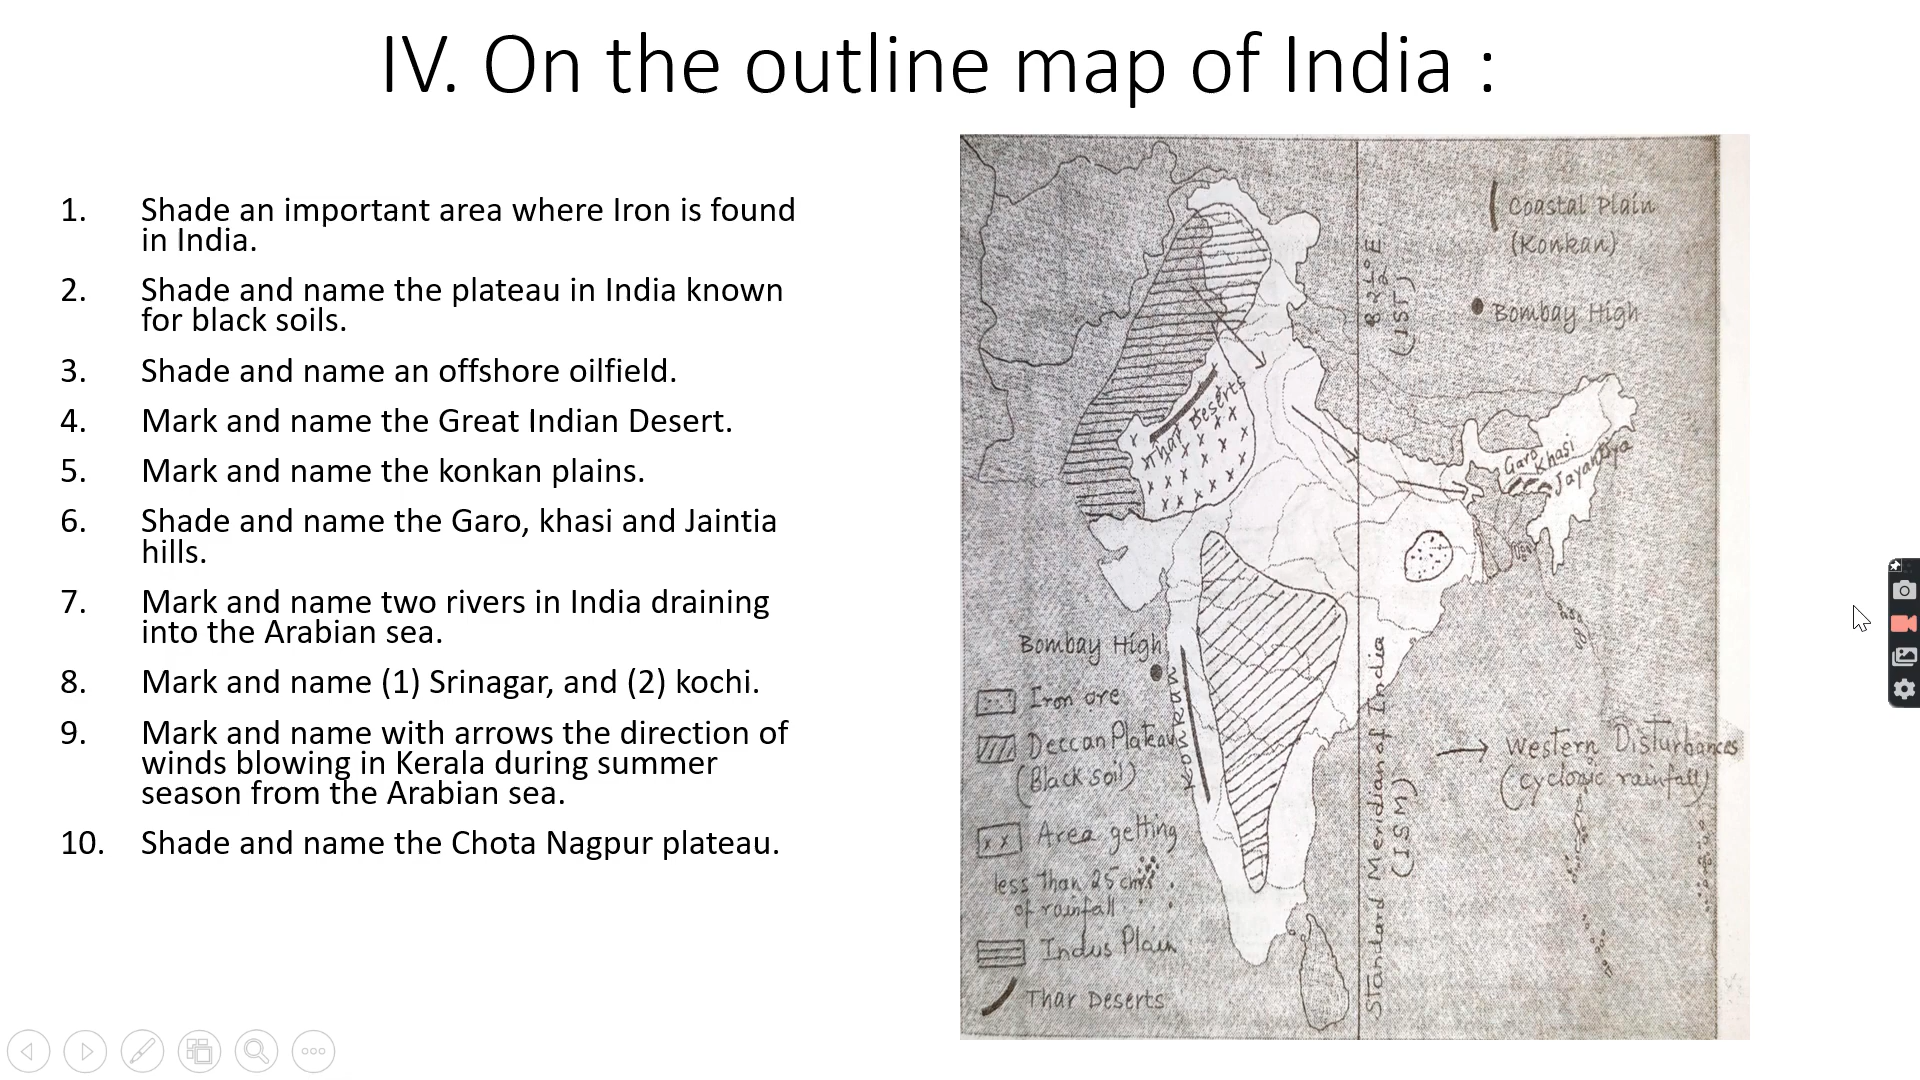 IV. On the outline map of India :
1. Shade an important area where Iron is found
in India.
2. Shade and name the plateau in India known
for black soils.
3. Shade and name an offshore oilfield.
4. Mark and name the Great Indian Desert.
5. Mark and name the konkan plains.
6. Shade and name the Garo, khasi and Jaintia
hills.
7. Mark and name two rivers in India draining
into the Arabian sea.
8. Mark and name (1) Srinagar, and (2) kochi.
9. Mark and name with arrows the direction of
winds blowing in Kerala during summer
season from the Arabian sea.
10. Shade and name the Chota Nagpur plateau.
Coastal Plain
(Konkan)
82½° E.
(IST)
Bombay High
Thar Deserts
Garo
Khasi
Jayantiya
Bombay High
Konkan
Iron ore
Deccan Plateau
(Black soil)
Area getting
less than 25 cms
of rainfall
Indus Plain
Thar Deserts
Standard Meridian of India
(ISM)
Western Disturbances
(cyclonic rainfall)